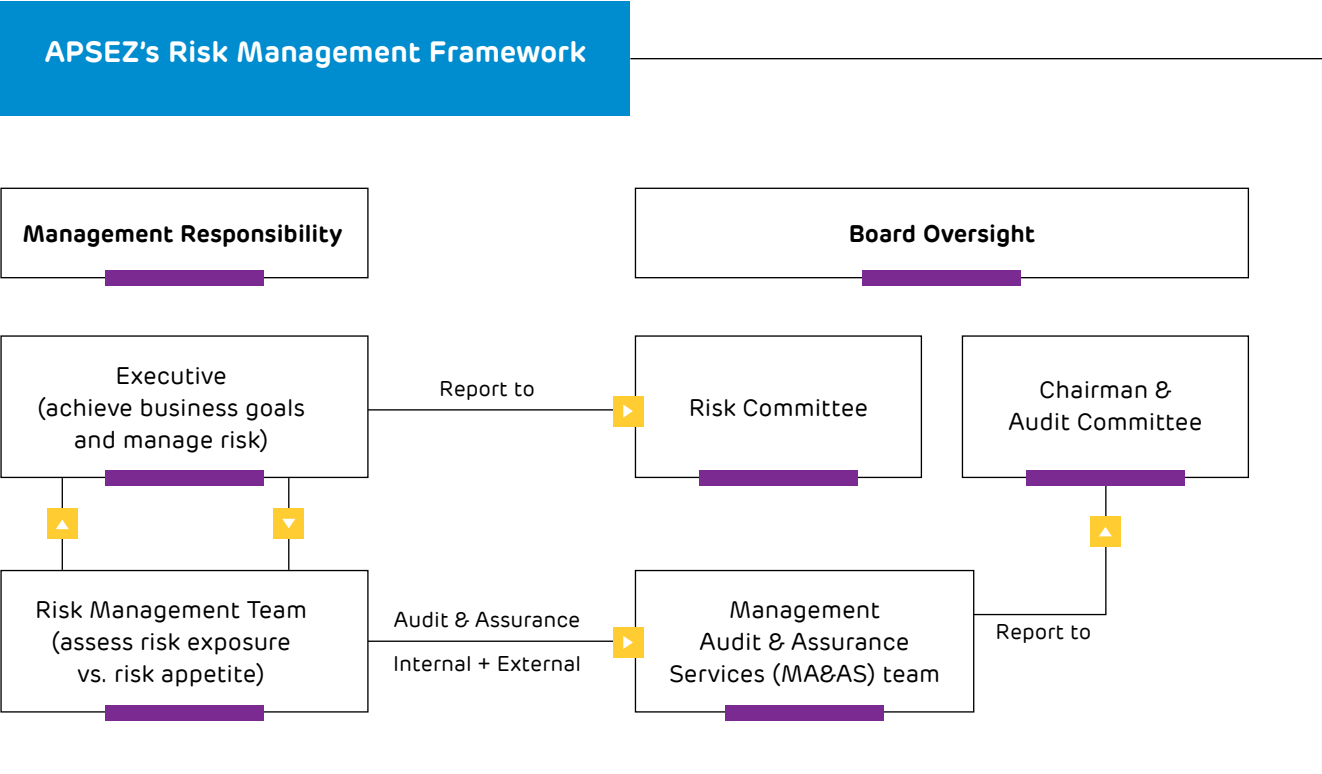 APSEZ's Risk Management Framework
Management Responsibility
Board Oversight
Executive
(achieve business goals
and manage risk)
Report to
Risk Committee
Chairman &
Audit Committee
Risk Management Team
(assess risk exposure
vs. risk appetite)
Audit & Assurance
Internal + External
Management
Audit & Assurance
Services (MA&AS) team
Report to